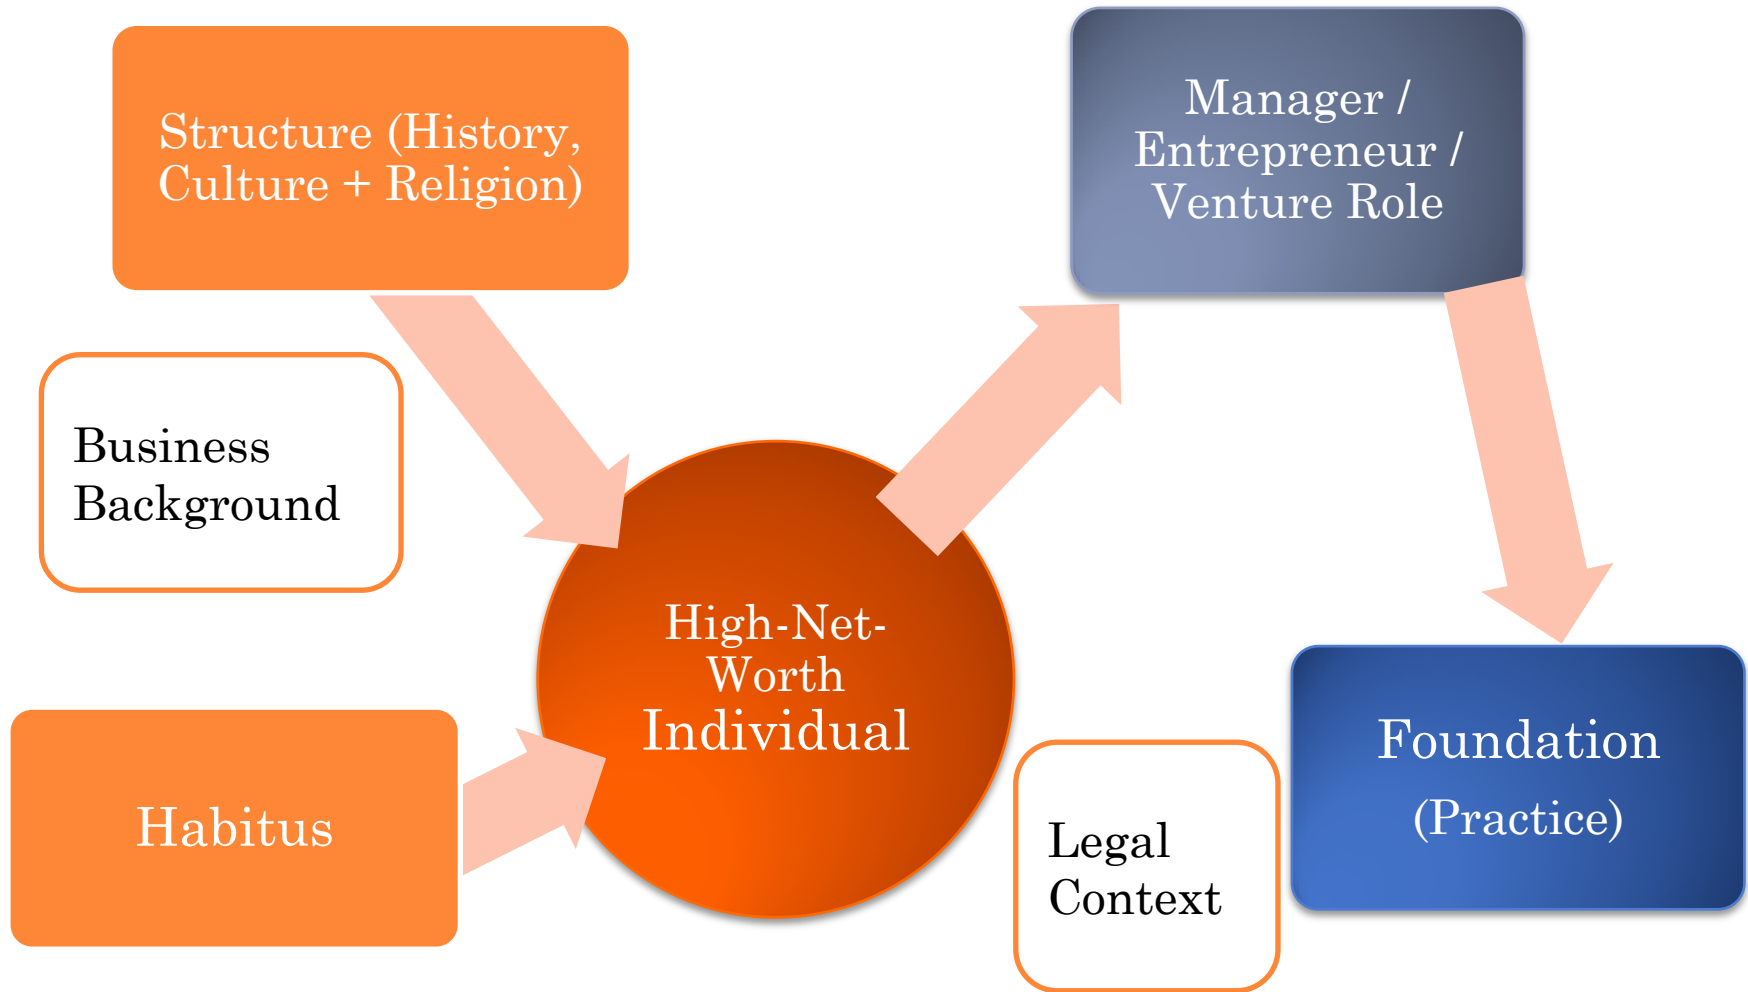 Structure (History,
Culture + Religion)
Manager /
Entrepreneur /
Venture Role
Business
Background
High-Net-
Worth
Individual
Habitus
Legal
Context
Foundation
(Practice)